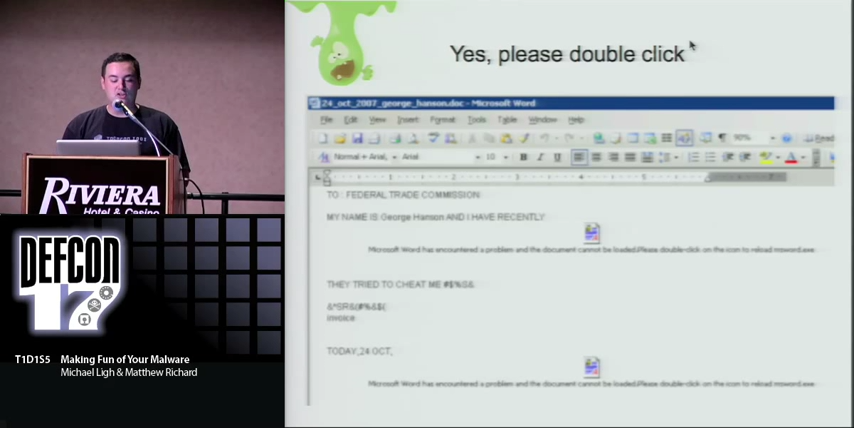 Yes, please double click
24_oct_2007_george_hanson.doc - Microsoft Word
File Edit View Insert Format Tools Table Window Help
Normal + Arial, Arial 10 B I U
90% Read
TO : FEDERAL TRADE COMMISSION
MY NAME IS George Hanson AND I HAVE RECENTLY
Microsoft Word has encountered a problem and the document cannot be loaded.Please double-click on the icon to reload msword.exe
THEY TRIED TO CHEAT ME #$%&&
invoice
TODAY,24 OCT,
Microsoft Word has encountered a problem and the document cannot be loaded.Please double-click on the icon to reload msword.exe
RIVIERA
Hotel & Casino
DEFCON
17
T1D1S5 Making Fun of Your Malware
Michael Ligh & Matthew Richard